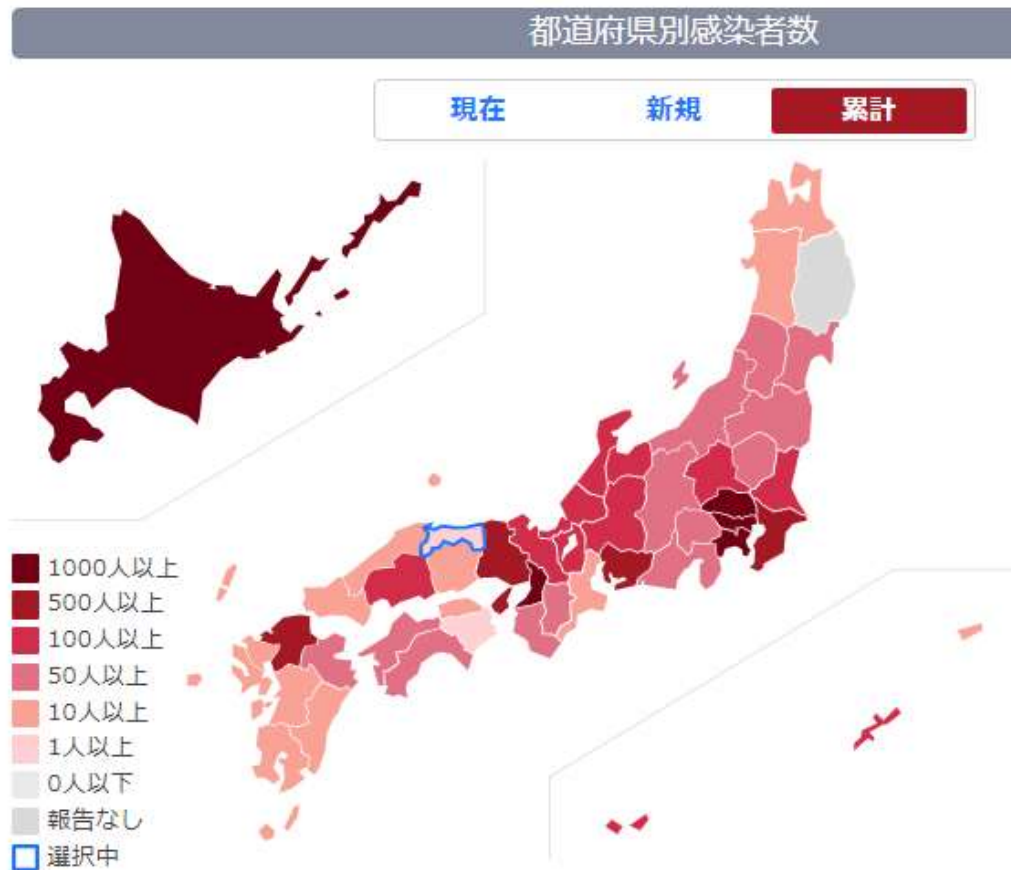 都道府県別感染者数
現在 新規 累計
1000人以上
500人以上
100人以上
50人以上
10人以上
1人以上
0人以下
報告なし
選択中